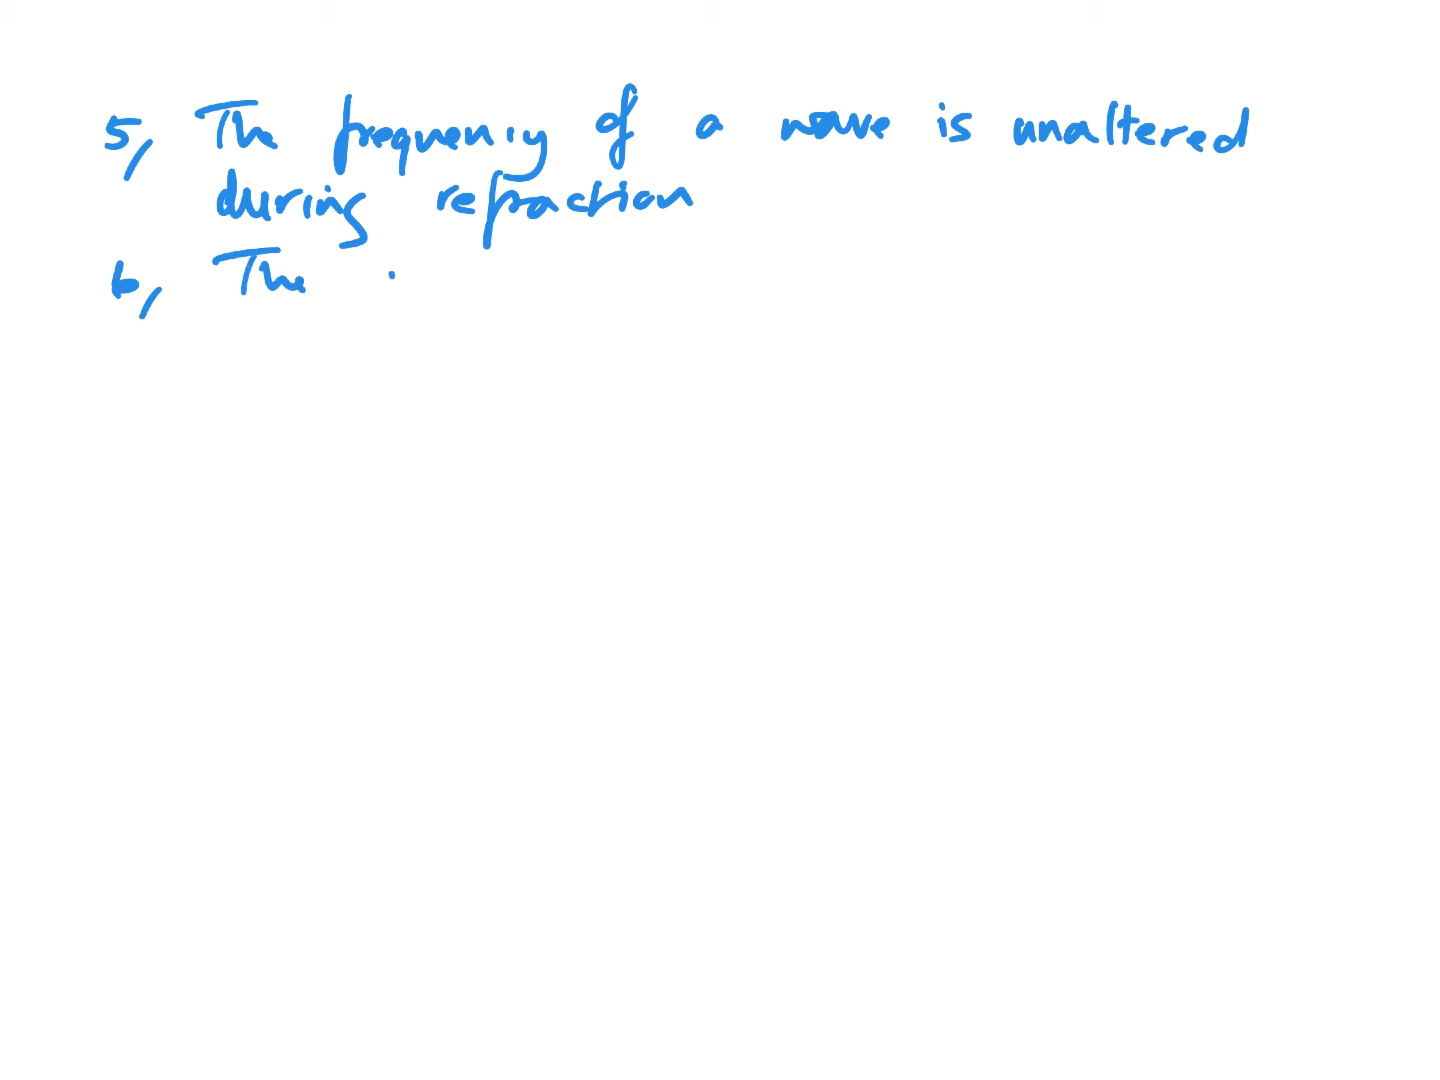 5, The frequency of a wave is unaltered
during refraction
6, The .